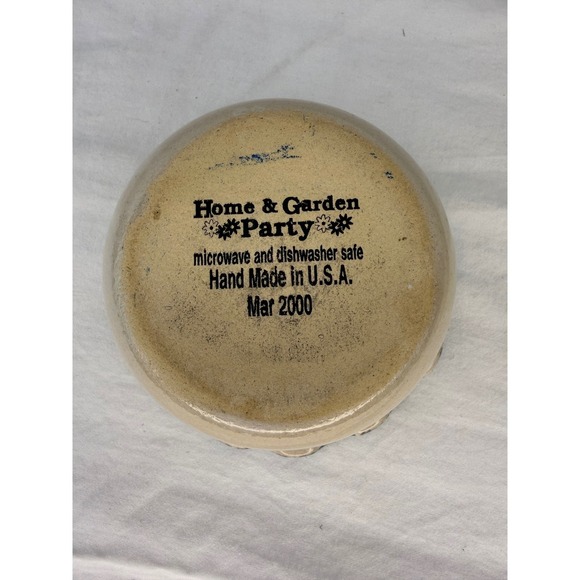 Home & Garden
Party
microwave and dishwasher safe
Hand Made in U.S.A.
Mar 2000